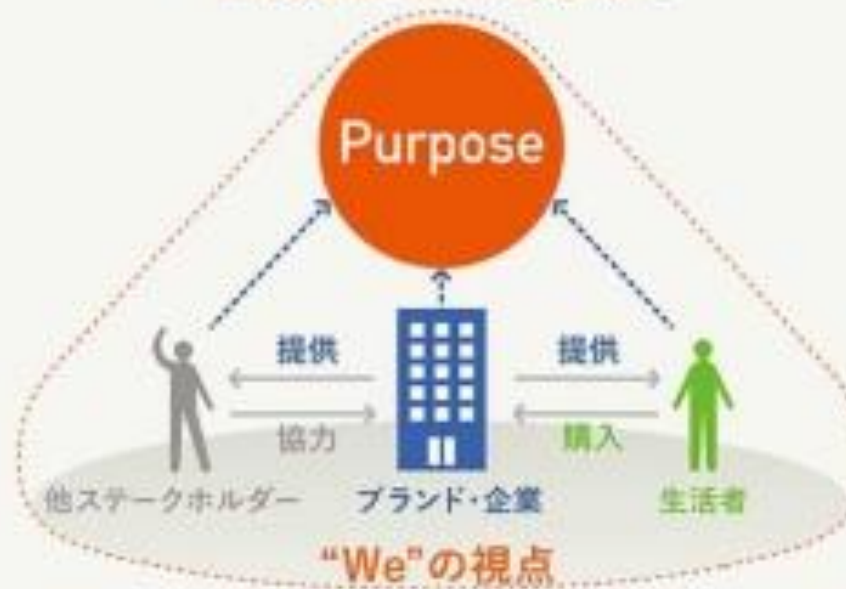 Purpose
提供 提供
協力 購入
他ステークホルダー ブランド・企業 生活者
“We”の視点